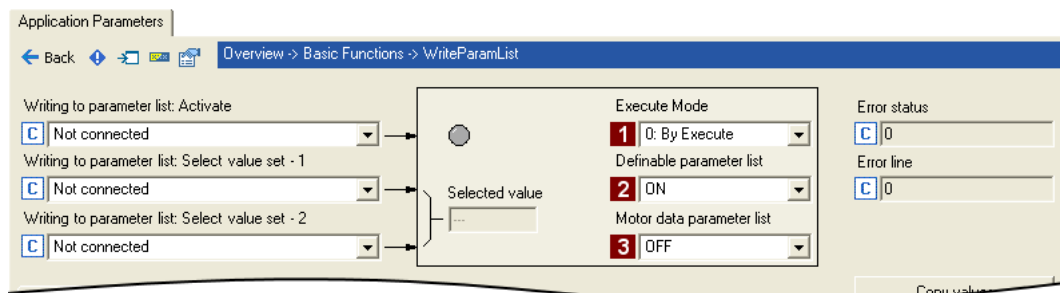 Application Parameters
Back
Overview -> Basic Functions -> WriteParamList
Writing to parameter list: Activate
C Not connected
Writing to parameter list: Select value set - 1
C Not connected
Writing to parameter list: Select value set - 2
C Not connected
Selected value
---
Execute Mode
1 0: By Execute
Definable parameter list
2 ON
Motor data parameter list
3 OFF
Error status
C 0
Error line
C 0
Copy